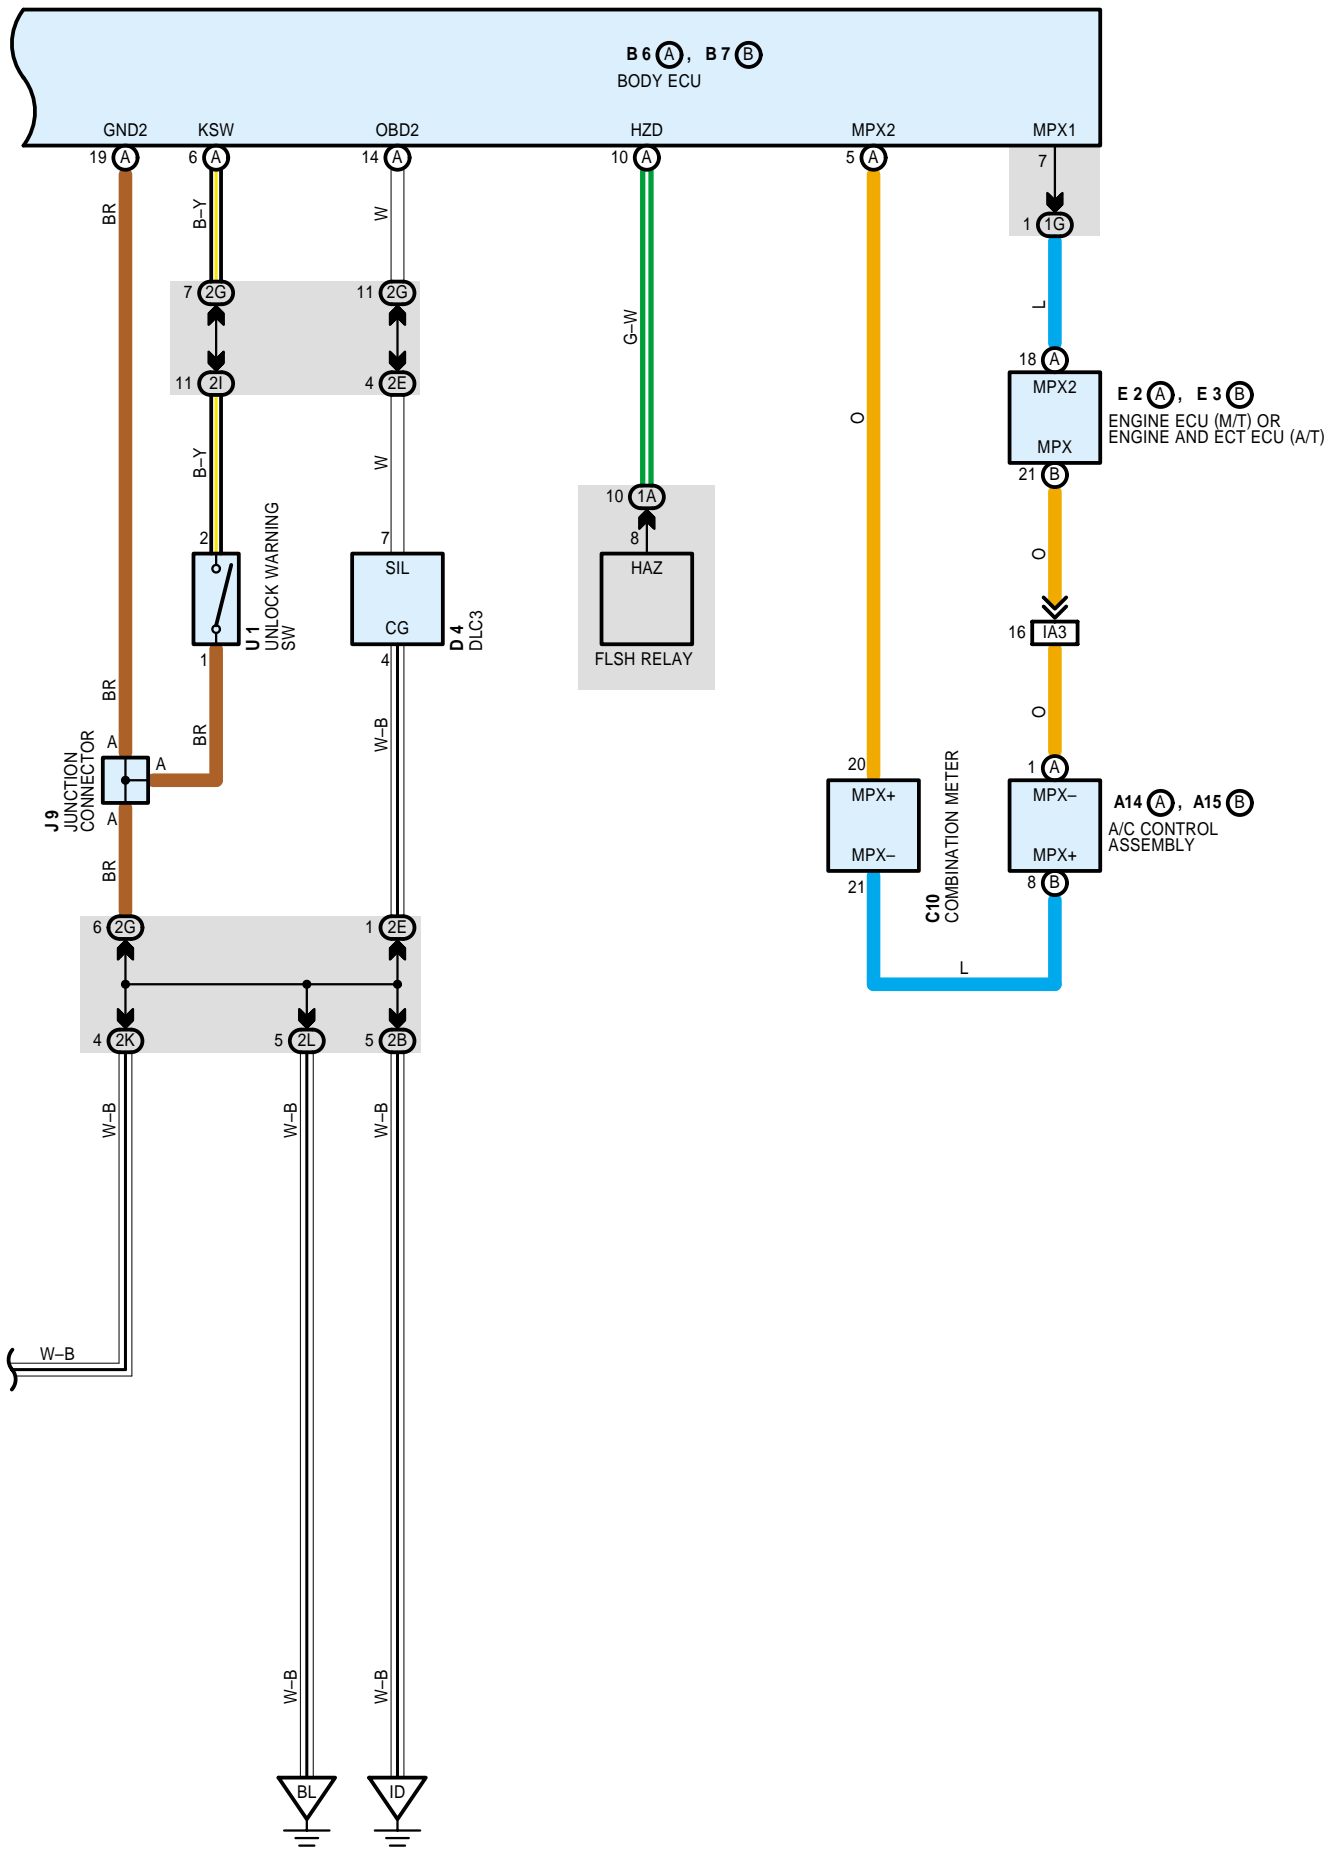 B 6 A , B 7 B
BODY ECU
GND2 KSW OBD2 HZD MPX2 MPX1
19 A 6 A 14 A 10 A 5 A 7
1 1G
BR B–Y W G–W O L
7 2G 11 2G
11 2I 4 2E
18 A
MPX2
MPX
21 B
E 2 A , E 3 B
ENGINE ECU (M/T) OR
ENGINE AND ECT ECU (A/T)
B–Y W
10 1A
8
HAZ
FLSH RELAY
2
1
U 1
UNLOCK WARNING
SW
7
SIL
CG
4
D 4
DLC3
O
16 IA3
O
BR BR W–B
A
A
A
J 9
JUNCTION
CONNECTOR
BR
20
MPX+
MPX–
21
C10
COMBINATION METER
1 A
MPX–
MPX+
8 B
A14 A , A15 B
A/C CONTROL
ASSEMBLY
L
6 2G 1 2E
4 2K 5 2L 5 2B
W–B W–B W–B
W–B
W–B W–B
BL ID